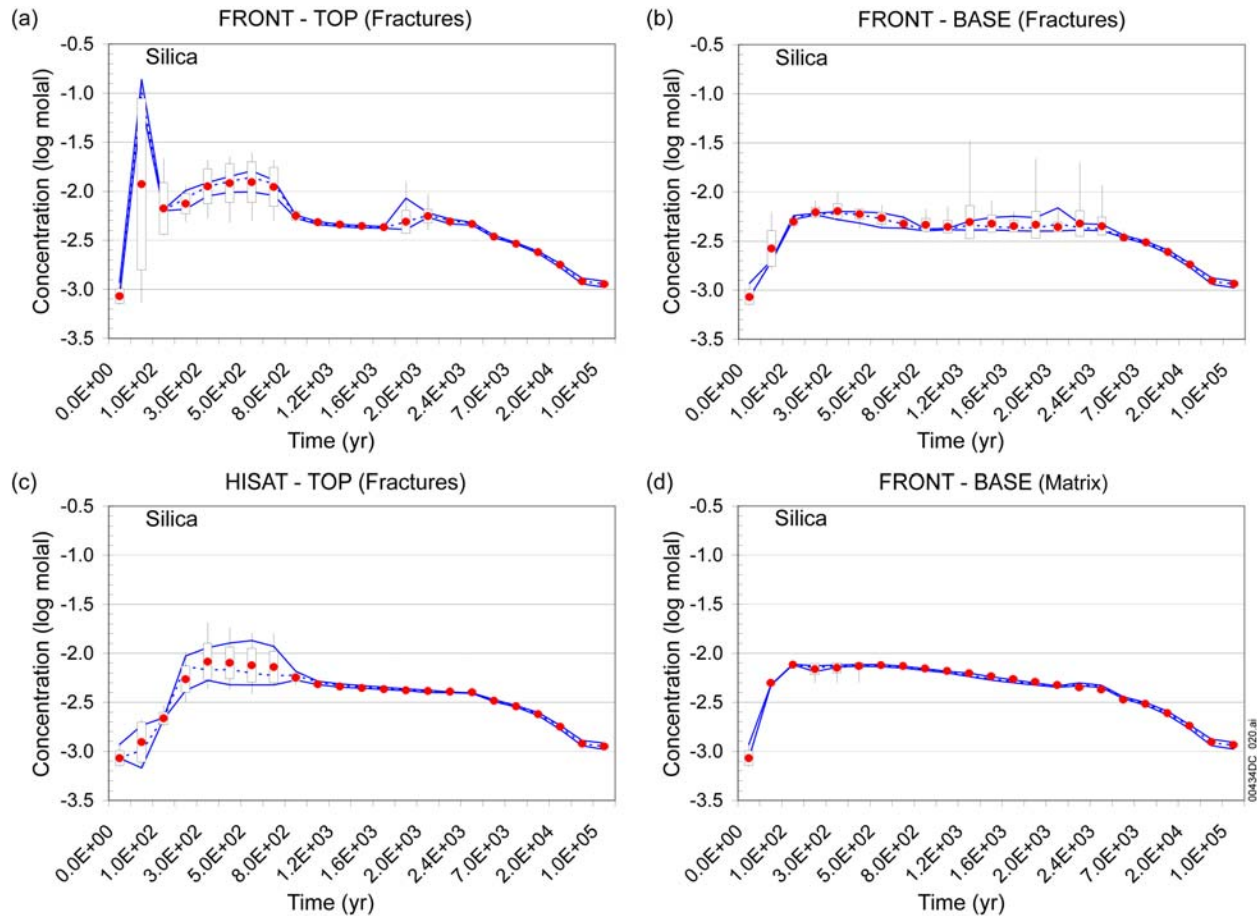 (a) FRONT - TOP (Fractures)
-0.5
Silica
-1.0
-1.5
-2.0
-2.5
-3.0
-3.5
Concentration (log molal)
0.0E+00 1.0E+02 3.0E+02 5.0E+02 8.0E+02 1.2E+03 1.6E+03 2.0E+03 2.4E+03 7.0E+03 2.0E+04 1.0E+05
Time (yr)
(b) FRONT - BASE (Fractures)
-0.5
Silica
-1.0
-1.5
-2.0
-2.5
-3.0
-3.5
Concentration (log molal)
0.0E+00 1.0E+02 3.0E+02 5.0E+02 8.0E+02 1.2E+03 1.6E+03 2.0E+03 2.4E+03 7.0E+03 2.0E+04 1.0E+05
Time (yr)
(c) HISAT - TOP (Fractures)
-0.5
Silica
-1.0
-1.5
-2.0
-2.5
-3.0
-3.5
Concentration (log molal)
0.0E+00 1.0E+02 3.0E+02 5.0E+02 8.0E+02 1.2E+03 1.6E+03 2.0E+03 2.4E+03 7.0E+03 2.0E+04 1.0E+05
Time (yr)
(d) FRONT - BASE (Matrix)
-0.5
Silica
-1.0
-1.5
-2.0
-2.5
-3.0
-3.5
Concentration (log molal)
0.0E+00 1.0E+02 3.0E+02 5.0E+02 8.0E+02 1.2E+03 1.6E+03 2.0E+03 2.4E+03 7.0E+03 2.0E+04 1.0E+05
Time (yr)
00434DC_020.ai